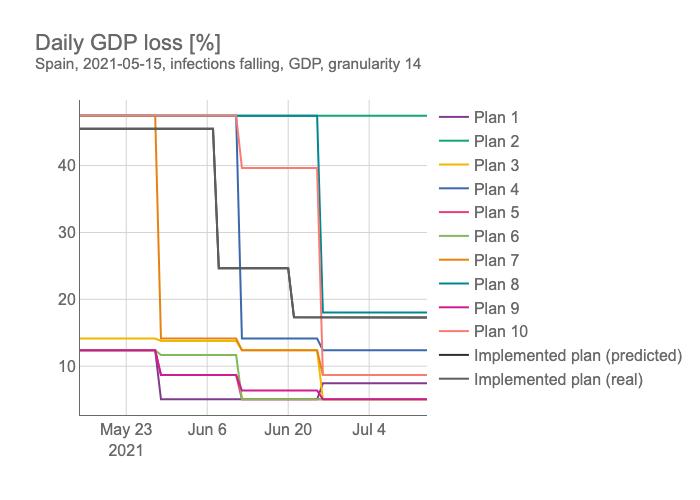 Daily GDP loss [%]
Spain, 2021-05-15, infections falling, GDP, granularity 14
40
30
20
10
May 23
2021
Jun 6
Jun 20
Jul 4
Plan 1
Plan 2
Plan 3
Plan 4
Plan 5
Plan 6
Plan 7
Plan 8
Plan 9
Plan 10
Implemented plan (predicted)
Implemented plan (real)